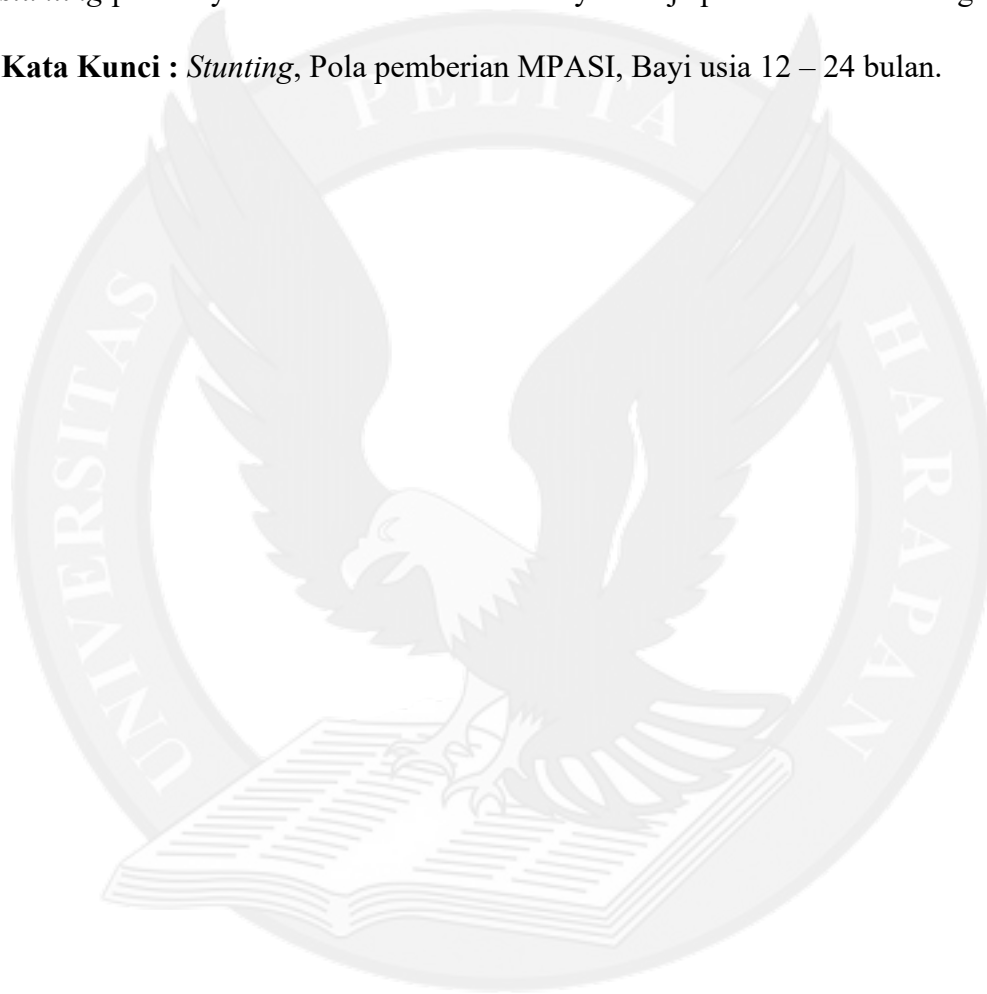 Kata Kunci : Stunting, Pola pemberian MPASI, Bayi usia 12 – 24 bulan.
UNIVERSITAS PELITA HARAPAN